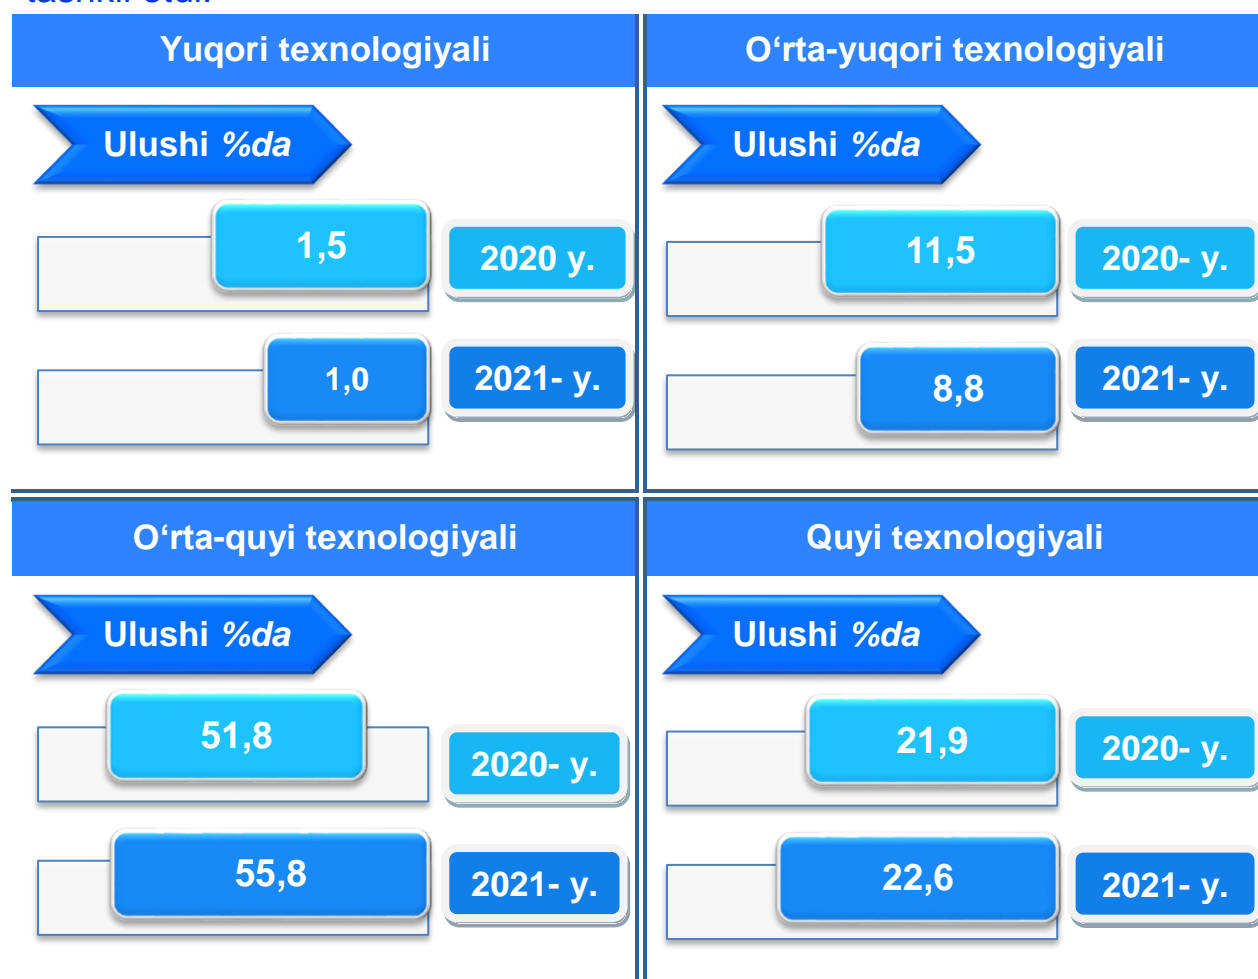 Yuqori texnologiyali
Ulushi %da
1,5
2020 y.
1,0
2021- y.
O‘rta-yuqori texnologiyali
Ulushi %da
11,5
2020- y.
8,8
2021- y.
O‘rta-quyi texnologiyali
Ulushi %da
51,8
2020- y.
55,8
2021- y.
Quyi texnologiyali
Ulushi %da
21,9
2020- y.
22,6
2021- y.